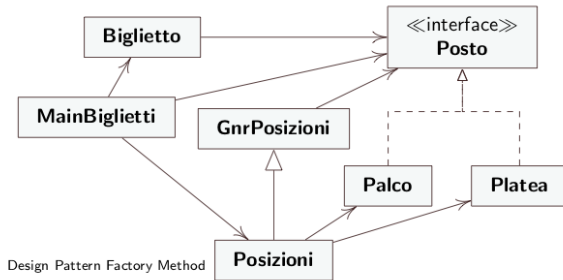 Biglietto
≪interface≫
Posto
MainBiglietti
GnrPosizioni
Palco
Platea
Posizioni
Design Pattern Factory Method